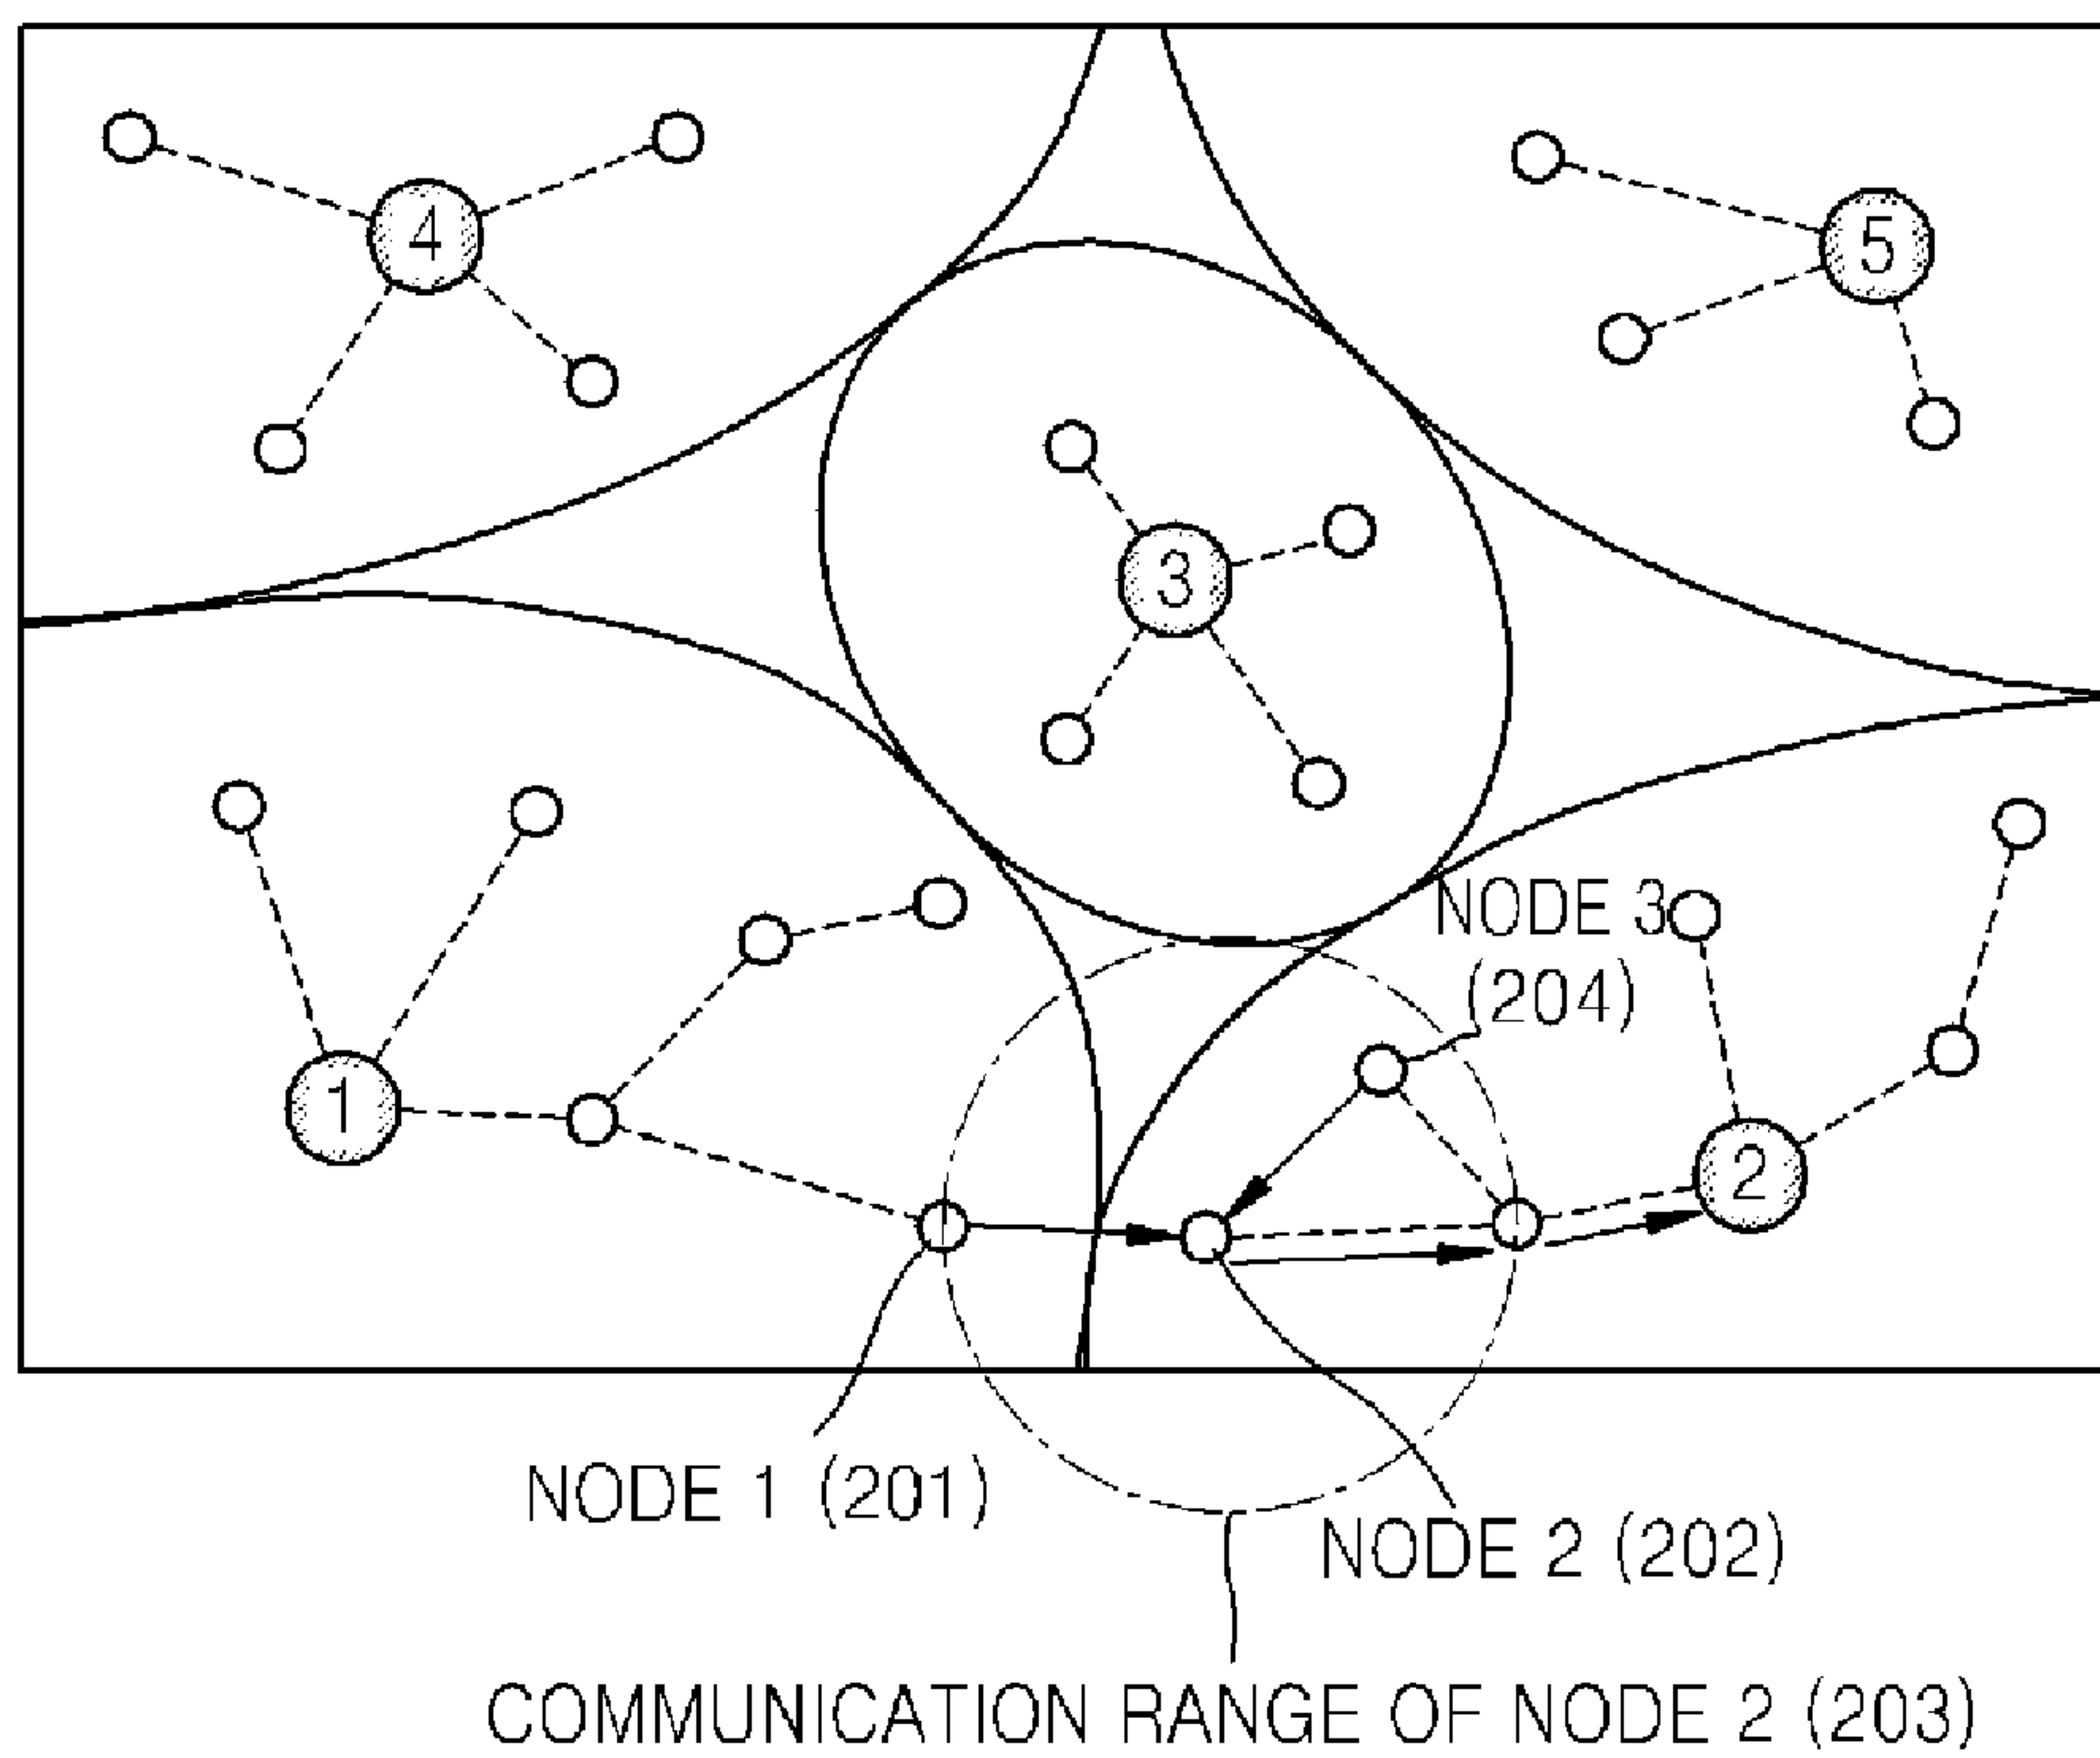 4
5
3
NODE 3
(204)
1
2
NODE 1 (201)
NODE 2 (202)
COMMUNICATION RANGE OF NODE 2 (203)